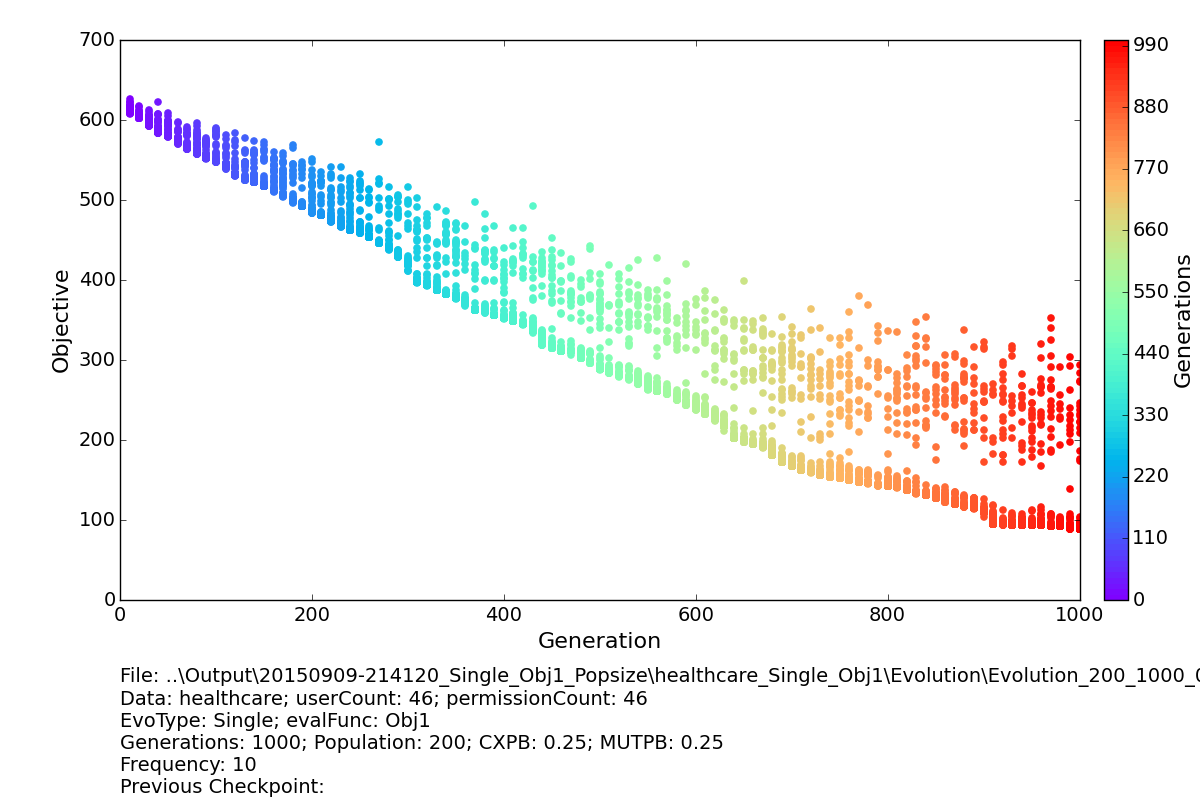 700
600
500
400
300
200
100
0
Objective
0 200 400 600 800 1000
Generation
990
880
770
660
550
440
330
220
110
0
Generations
File: ..\Output\20150909-214120_Single_Obj1_Popsize\healthcare_Single_Obj1\Evolution\Evolution_200_1000_0
Data: healthcare; userCount: 46; permissionCount: 46
EvoType: Single; evalFunc: Obj1
Generations: 1000; Population: 200; CXPB: 0.25; MUTPB: 0.25
Frequency: 10
Previous Checkpoint: